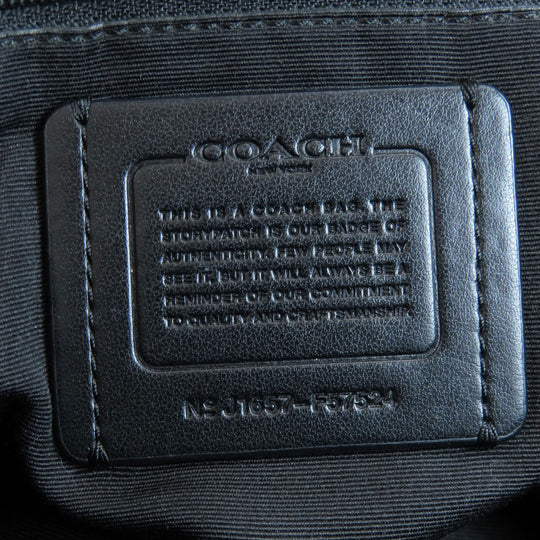 COACH
NEW YORK
THIS IS A COACH BAG. THE
STORYPATCH IS OUR BADGE OF
AUTHENTICITY. FEW PEOPLE MAY
SEE IT, BUT IT WILL ALWAYS BE A
REMINDER OF OUR COMMITMENT
TO QUALITY AND CRAFTSMANSHIP.
Nº J1657-F57524